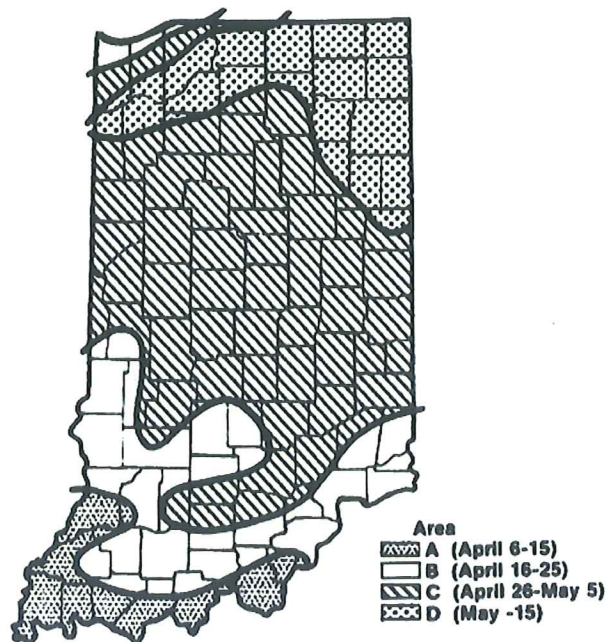 Area
A (April 6-15)
B (April 16-25)
C (April 26-May 5)
D (May -15)